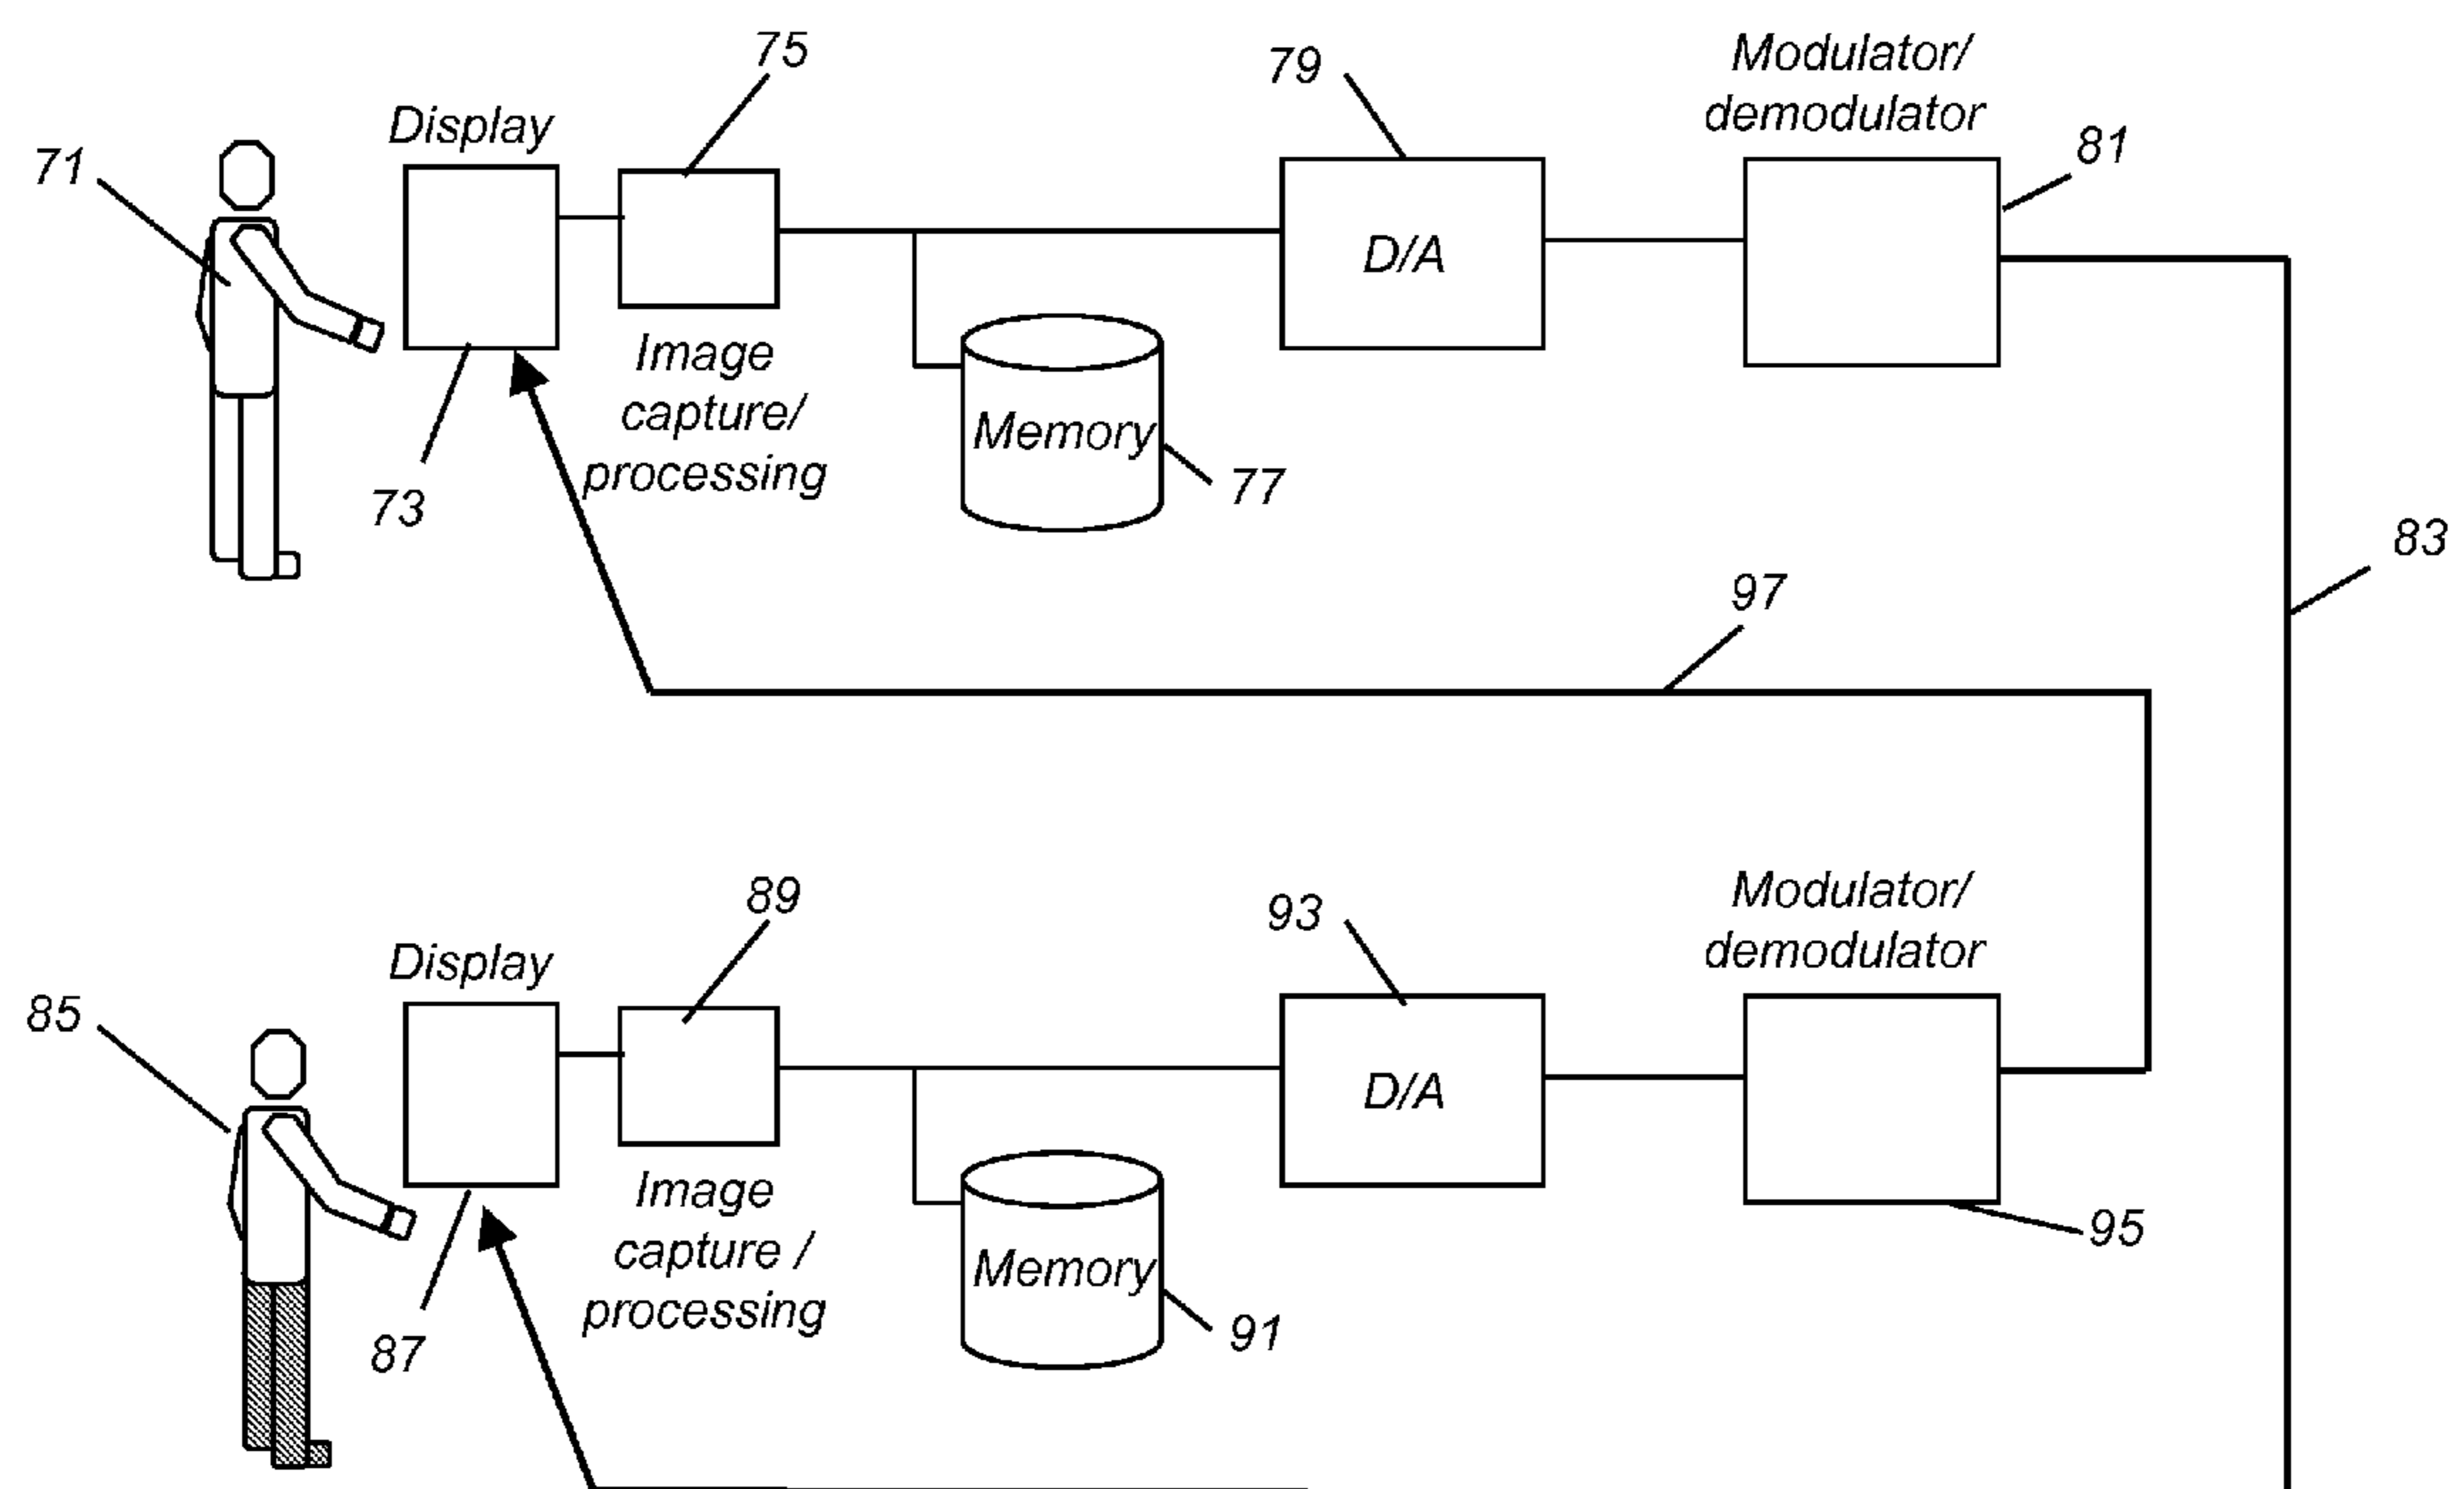 75
79
Modulator/
demodulator
81
71
Display
D/A
Image
capture/
processing
Memory
73
77
83
97
89
93
Modulator/
demodulator
85
Display
D/A
Image
capture /
processing
Memory
95
87
91